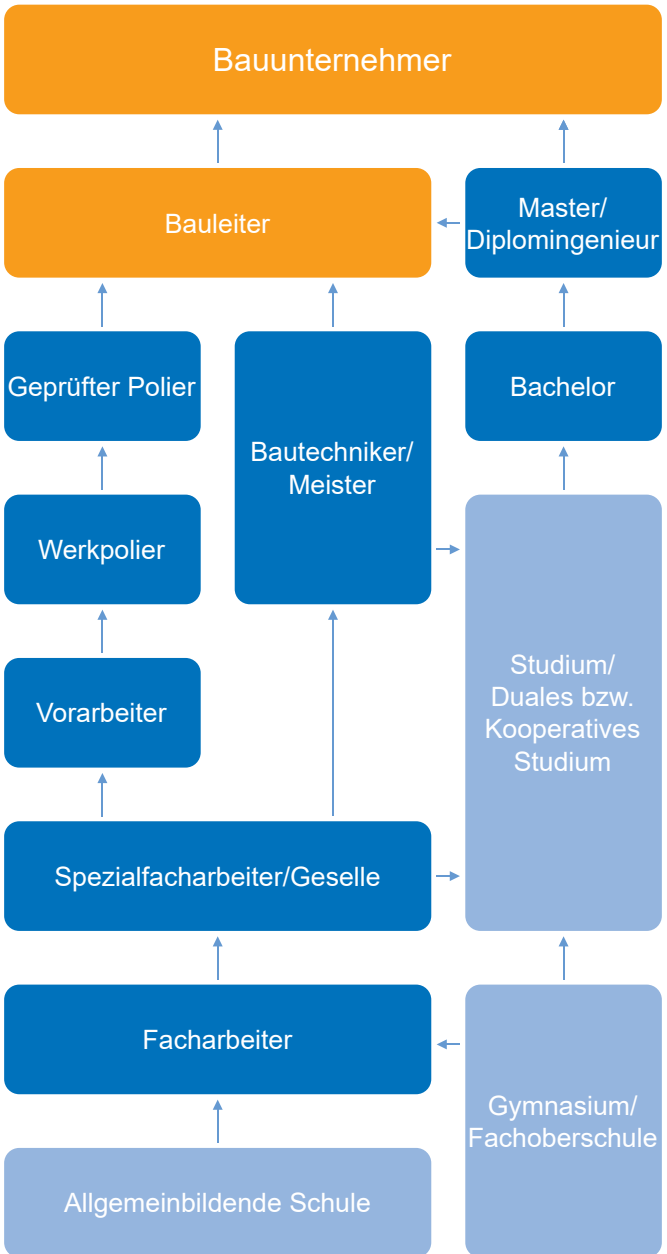 Bauunternehmer
Bauleiter
Master/
Diplomingenieur
Geprüfter Polier
Bautechniker/
Meister
Bachelor
Werkpolier
Studium/
Duales bzw.
Kooperatives
Studium
Vorarbeiter
Spezialfacharbeiter/Geselle
Facharbeiter
Gymnasium/
Fachoberschule
Allgemeinbildende Schule